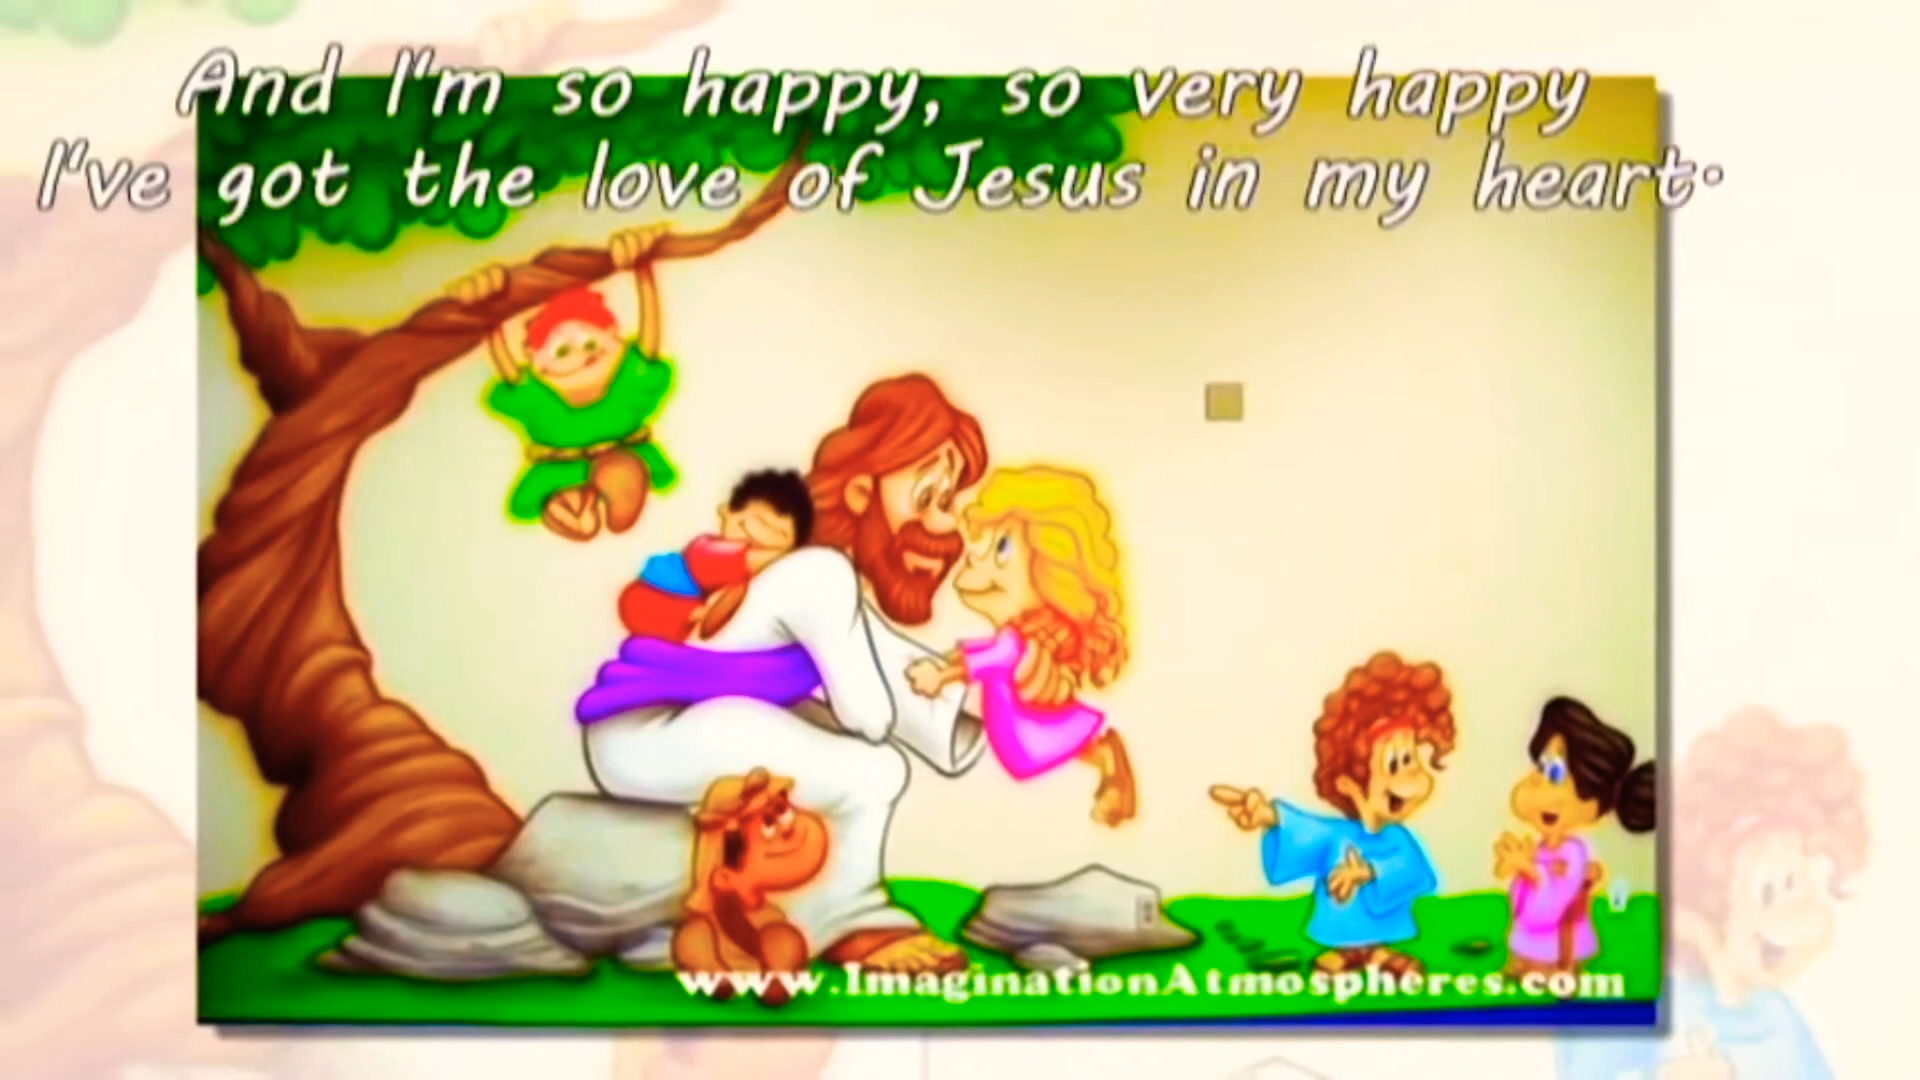 And I'm so happy, so very happy
I've got the love of Jesus in my heart.
www.ImaginationAtmospheres.com